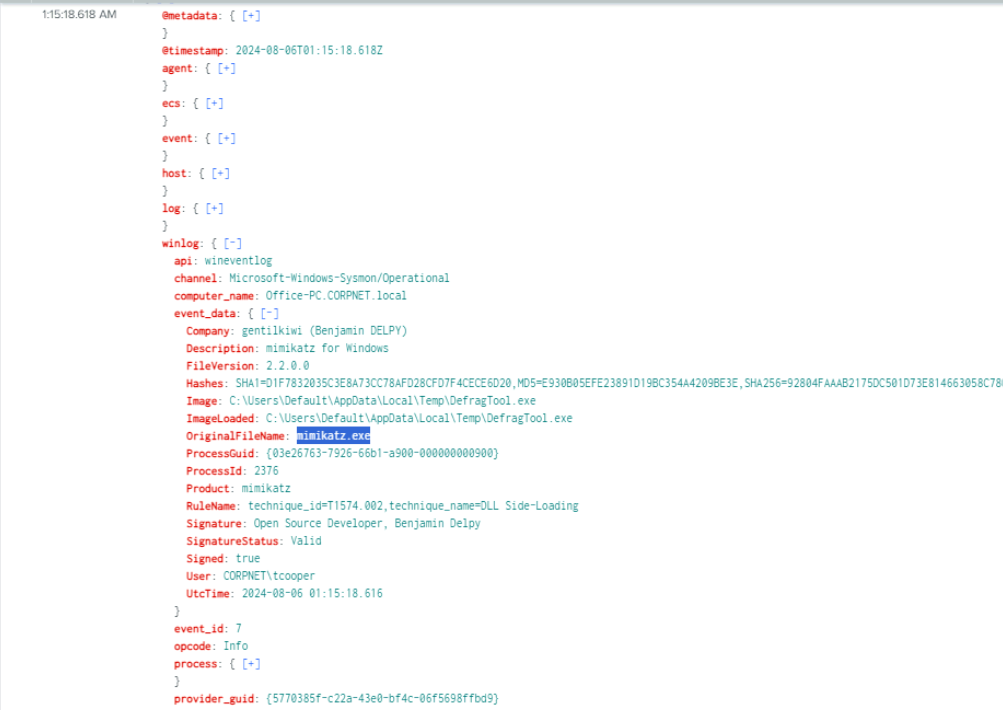 1:15:18.618 AM
@metadata: { [+]
}
@timestamp: 2024-08-06T01:15:18.618Z
agent: { [+]
}
ecs: { [+]
}
event: { [+]
}
host: { [+]
}
log: { [+]
}
winlog: { [-]
api: wineventlog
channel: Microsoft-Windows-Sysmon/Operational
computer_name: Office-PC.CORPNET.local
event_data: { [-]
Company: gentilkiwi (Benjamin DELPY)
Description: mimikatz for Windows
FileVersion: 2.2.0.0
Hashes: SHA1=D1F7832035C3E8A73CC78AFD28CFD7F4CECE6D20,MD5=E930B05EFE23891D19BC354A4209BE3E,SHA256=92804FAAAB2175DC501D73E814663058C78
Image: C:\Users\Default\AppData\Local\Temp\DefragTool.exe
ImageLoaded: C:\Users\Default\AppData\Local\Temp\DefragTool.exe
OriginalFileName: mimikatz.exe
ProcessGuid: {03e26763-7926-66b1-a900-000000000900}
ProcessId: 2376
Product: mimikatz
RuleName: technique_id=T1574.002,technique_name=DLL Side-Loading
Signature: Open Source Developer, Benjamin Delpy
SignatureStatus: Valid
Signed: true
User: CORPNET\tcooper
UtcTime: 2024-08-06 01:15:18.616
}
event_id: 7
opcode: Info
process: { [+]
}
provider_guid: {5770385f-c22a-43e0-bf4c-06f5698ffbd9}